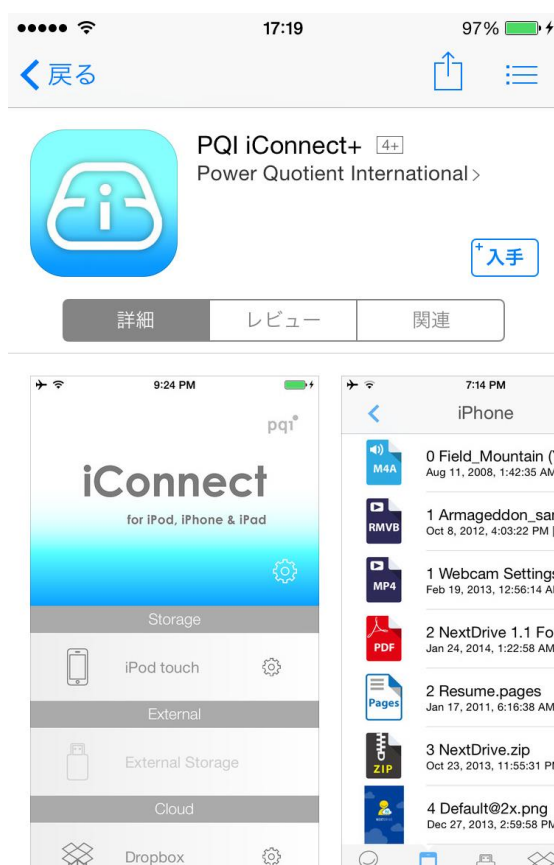 17:19
97%
戻る
PQI iConnect+ 4+
Power Quotient International
入手
詳細
レビュー
関連
9:24 PM
pqi
iConnect
for iPod, iPhone & iPad
Storage
iPod touch
External
External Storage
Cloud
Dropbox
7:14 PM
iPhone
M4A
0 Field_Mountain (
Aug 11, 2008, 1:42:35 AM
RMVB
1 Armageddon_sa
Oct 8, 2012, 4:03:22 PM
MP4
1 Webcam Settings
Feb 19, 2013, 12:56:14 A
PDF
2 NextDrive 1.1 Fo
Jan 24, 2014, 1:22:58 AM
Pages
2 Resume.pages
Jan 17, 2011, 6:16:38 AM
ZIP
3 NextDrive.zip
Oct 23, 2013, 11:55:31 P
4 Default@2x.png
Dec 27, 2013, 2:59:58 PM